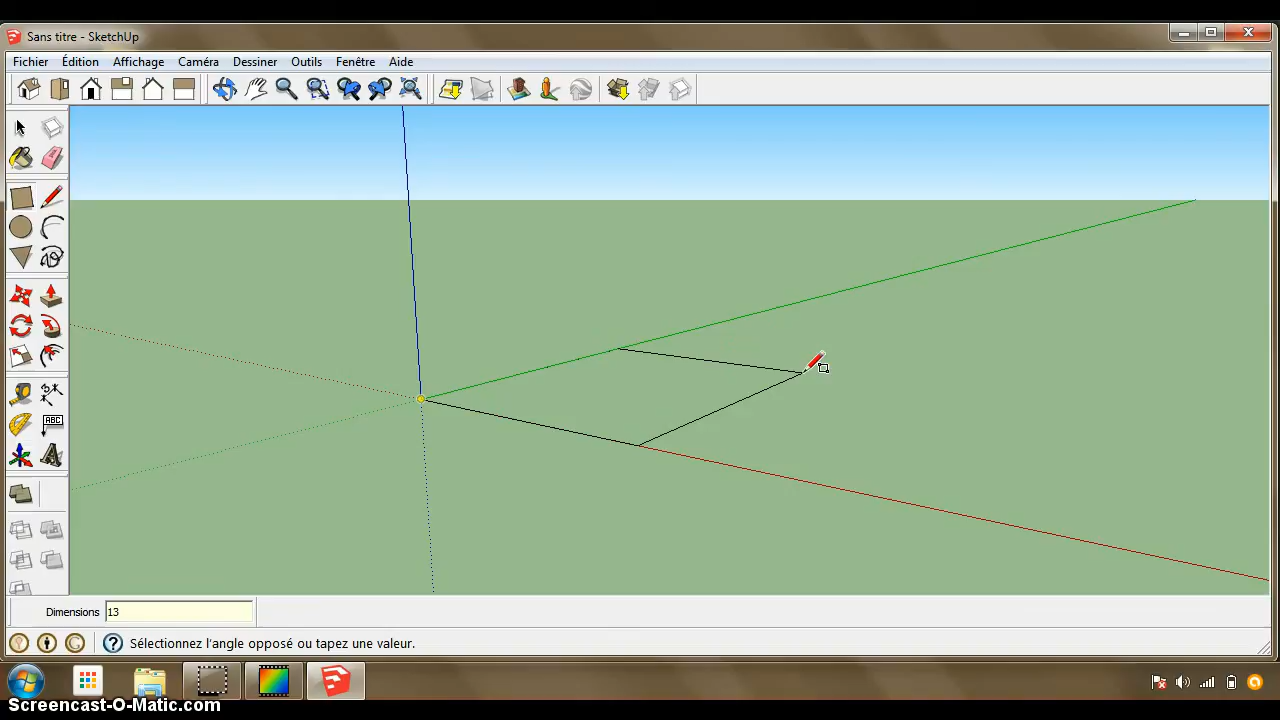 Sans titre - SketchUp
Fichier Édition Affichage Caméra Dessiner Outils Fenêtre Aide
ABC
A
Dimensions 13
Sélectionnez l'angle opposé ou tapez une valeur.
Screencast-O-Matic.com